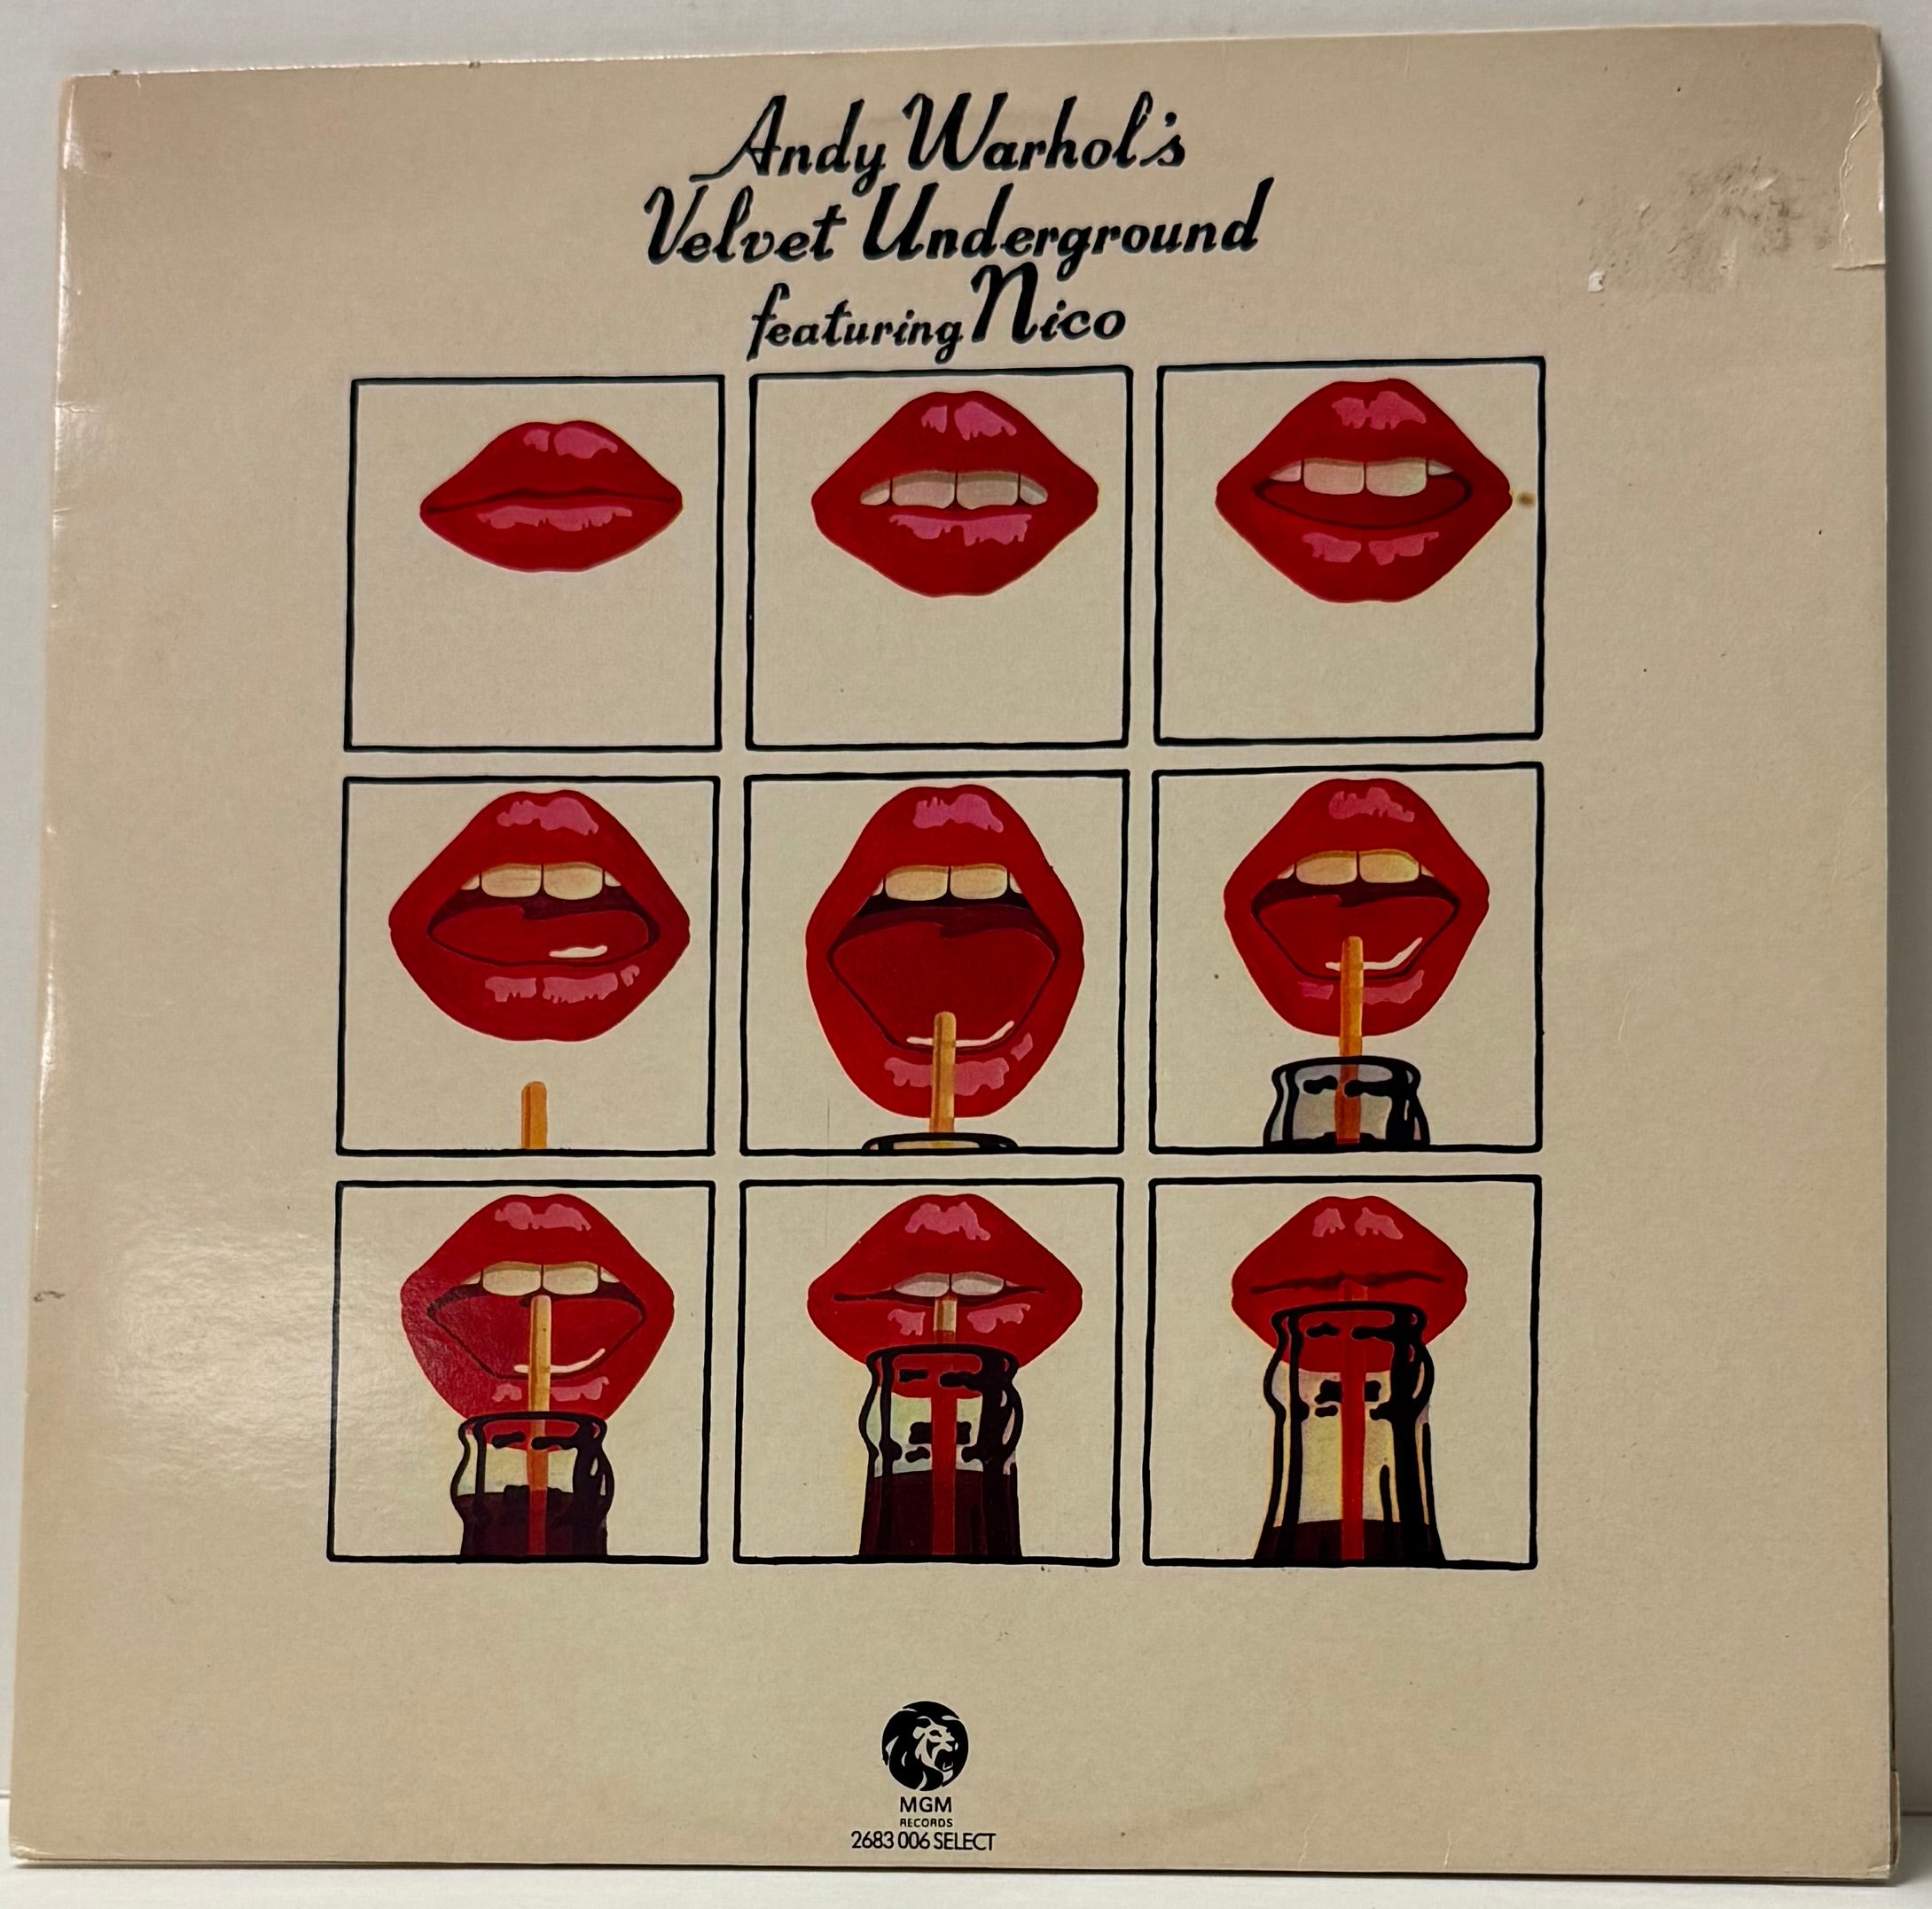 Andy Warhol's
Velvet Underground
featuring Nico
MGM
RECORDS
2683 006 SELECT